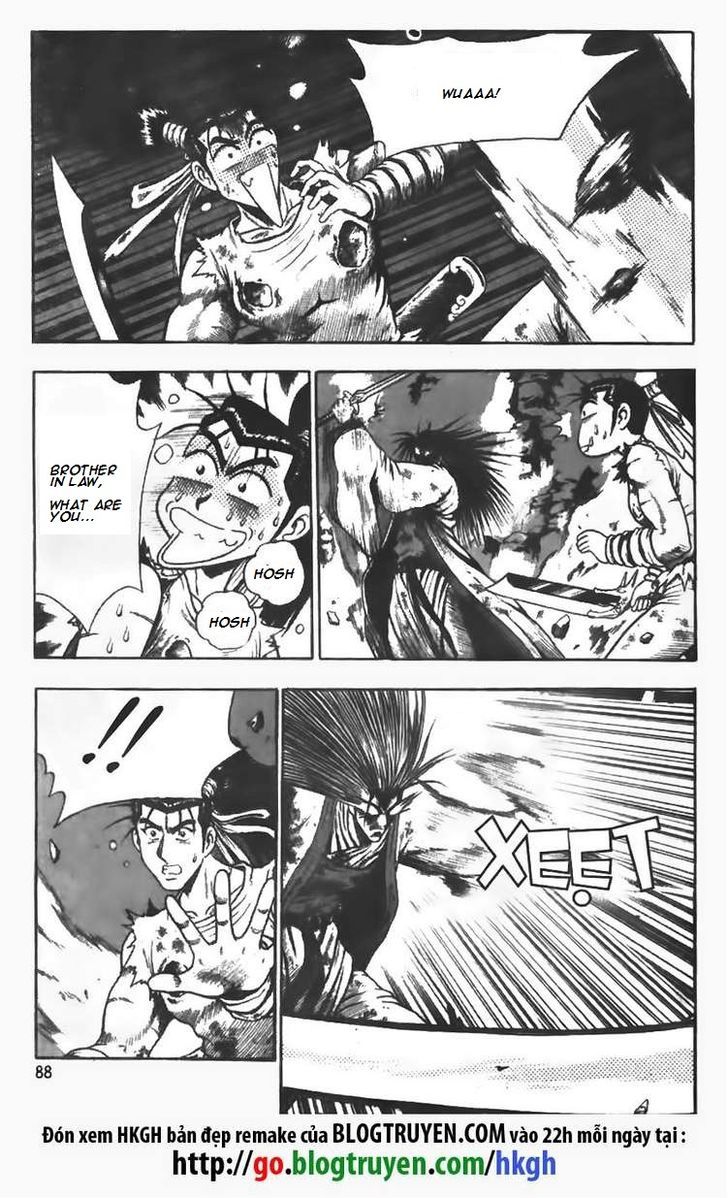 WUAAA!
BROTHER
IN LAW,
WHAT ARE
YOU...
HOSH
HOSH
!!
XEẸT
88
Đón xem HKGH bản đẹp remake của BLOGTRUYEN.COM vào 22h mỗi ngày tại :
http://go.blogtruyen.com/hkgh